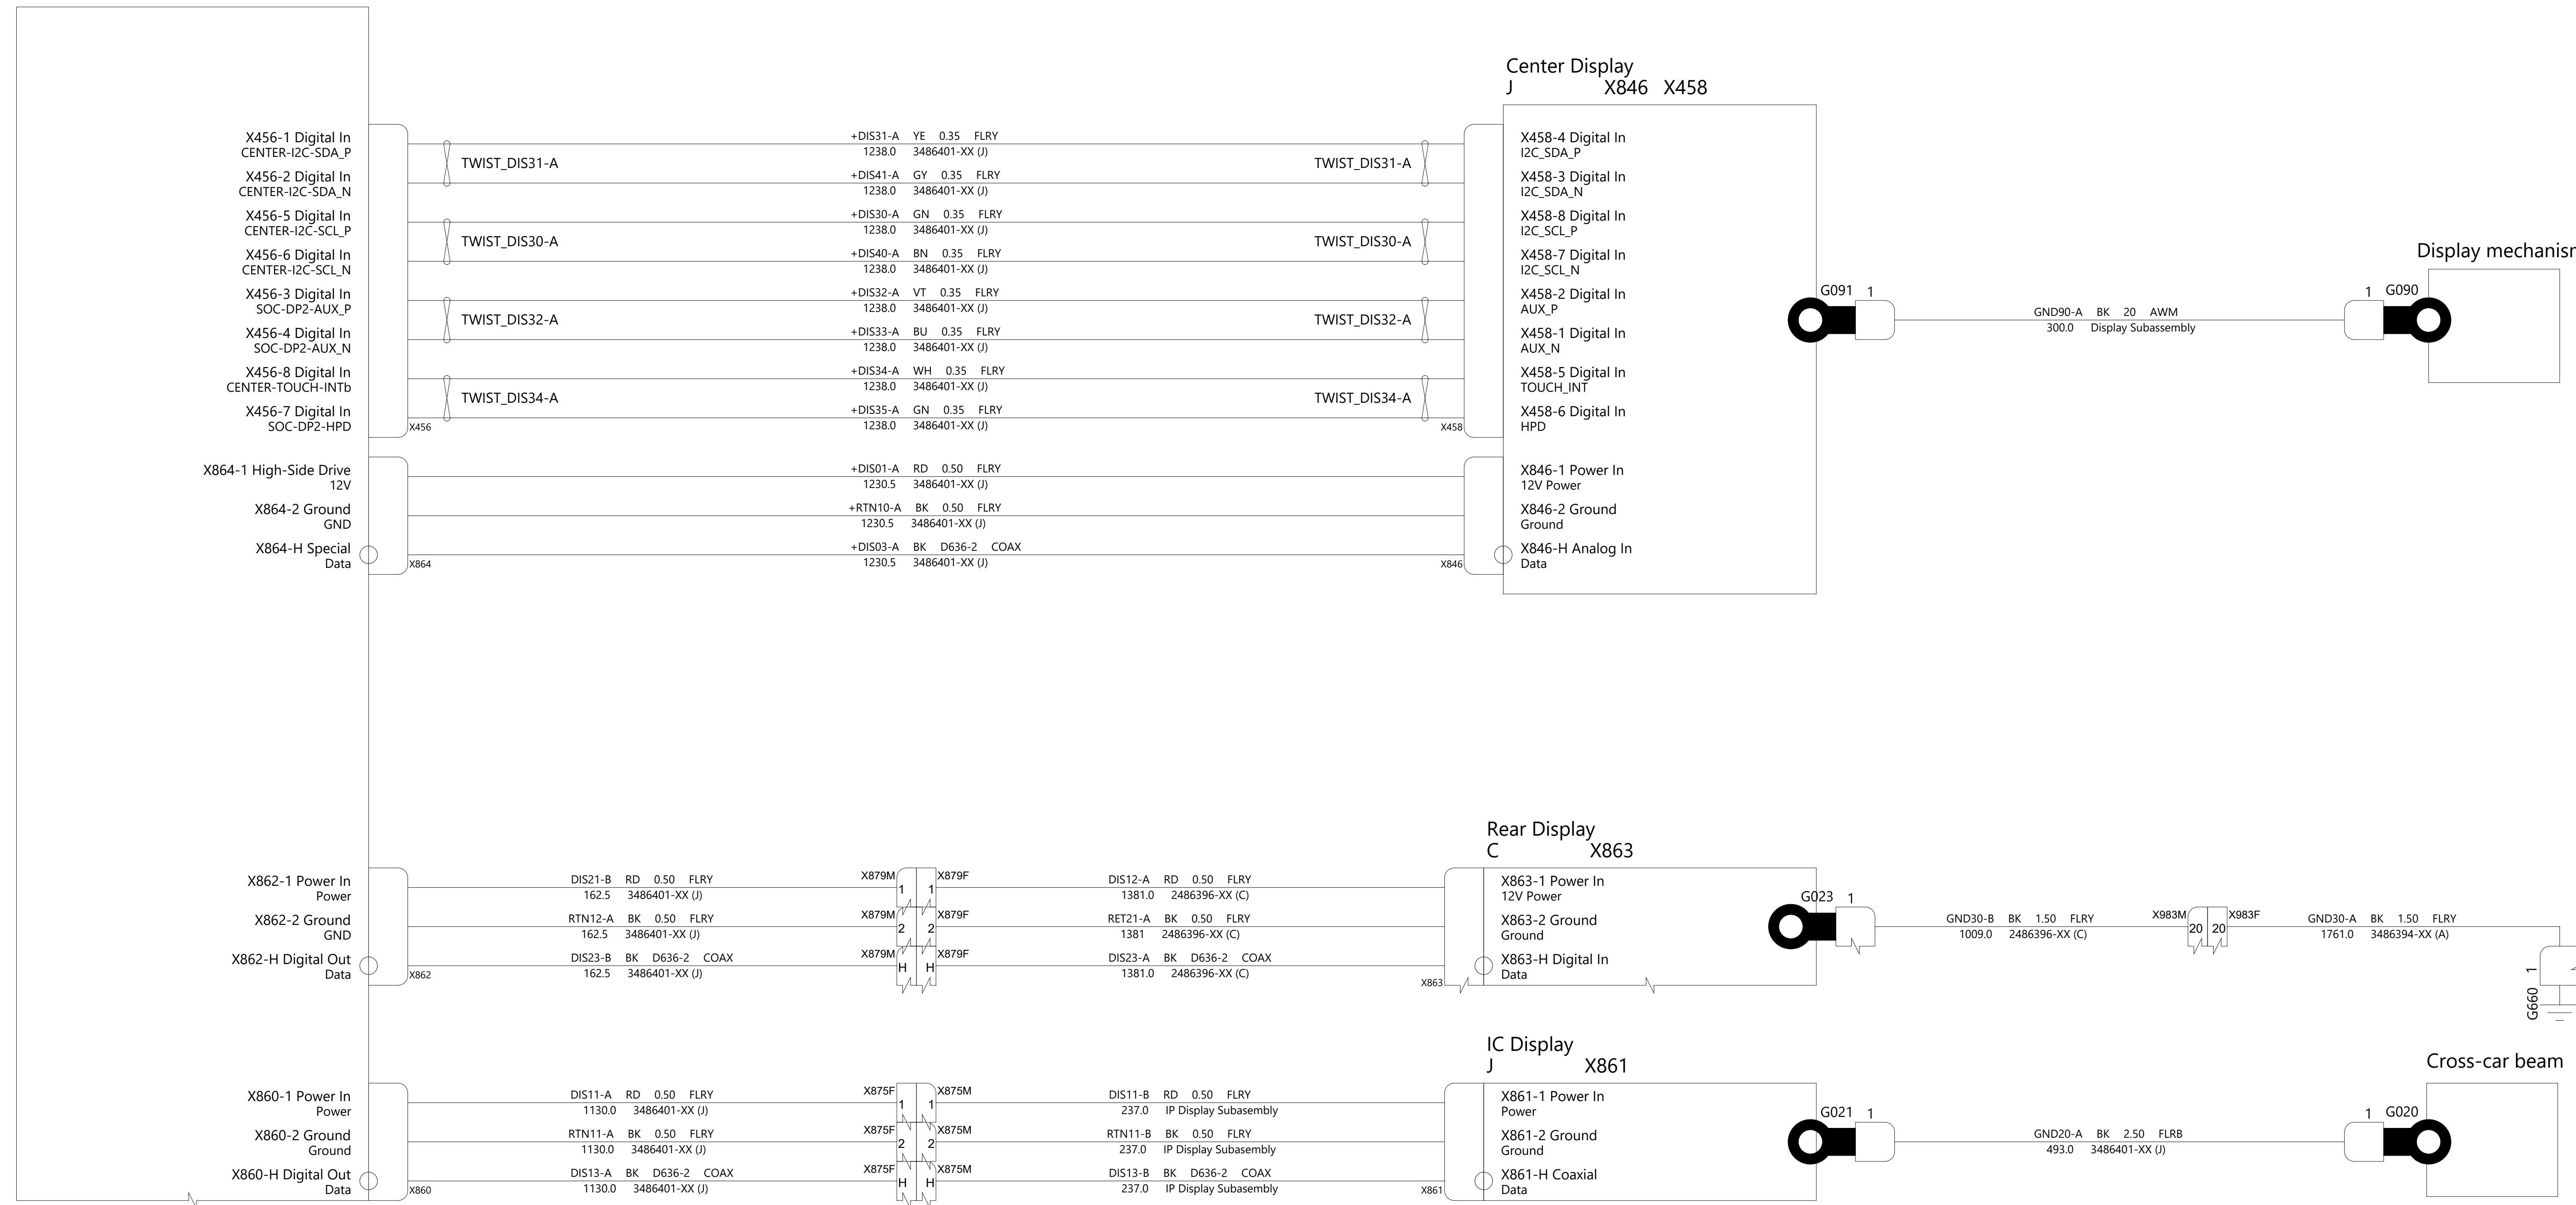 Center Display
J X846 X458
X456-1 Digital In
CENTER-I2C-SDA_P
X456-2 Digital In
CENTER-I2C-SDA_N
X456-5 Digital In
CENTER-I2C-SCL_P
X456-6 Digital In
CENTER-I2C-SCL_N
X456-3 Digital In
SOC-DP2-AUX_P
X456-4 Digital In
SOC-DP2-AUX_N
X456-8 Digital In
CENTER-TOUCH-INTb
X456-7 Digital In
SOC-DP2-HPD
X456
TWIST_DIS31-A
TWIST_DIS30-A
TWIST_DIS32-A
TWIST_DIS34-A
+DIS31-A YE 0.35 FLRY
1238.0 3486401-XX (J)
+DIS41-A GY 0.35 FLRY
1238.0 3486401-XX (J)
+DIS30-A GN 0.35 FLRY
1238.0 3486401-XX (J)
+DIS40-A BN 0.35 FLRY
1238.0 3486401-XX (J)
+DIS32-A VT 0.35 FLRY
1238.0 3486401-XX (J)
+DIS33-A BU 0.35 FLRY
1238.0 3486401-XX (J)
+DIS34-A WH 0.35 FLRY
1238.0 3486401-XX (J)
+DIS35-A GN 0.35 FLRY
1238.0 3486401-XX (J)
TWIST_DIS31-A
TWIST_DIS30-A
TWIST_DIS32-A
TWIST_DIS34-A
X458
X458-4 Digital In
I2C_SDA_P
X458-3 Digital In
I2C_SDA_N
X458-8 Digital In
I2C_SCL_P
X458-7 Digital In
I2C_SCL_N
X458-2 Digital In
AUX_P
X458-1 Digital In
AUX_N
X458-5 Digital In
TOUCH_INT
X458-6 Digital In
HPD
X864-1 High-Side Drive
12V
X864-2 Ground
GND
X864-H Special
Data
X864
+DIS01-A RD 0.50 FLRY
1230.5 3486401-XX (J)
+RTN10-A BK 0.50 FLRY
1230.5 3486401-XX (J)
+DIS03-A BK D636-2 COAX
1230.5 3486401-XX (J)
X846
X846-1 Power In
12V Power
X846-2 Ground
Ground
X846-H Analog In
Data
G091 1
GND90-A BK 20 AWM
300.0 Display Subassembly
1 G090
Display mechanism
Rear Display
C X863
X862-1 Power In
Power
X862-2 Ground
GND
X862-H Digital Out
Data
X862
DIS21-B RD 0.50 FLRY
162.5 3486401-XX (J)
RTN12-A BK 0.50 FLRY
162.5 3486401-XX (J)
DIS23-B BK D636-2 COAX
162.5 3486401-XX (J)
X879M 1 1 X879F
X879M 2 2 X879F
X879M H H X879F
DIS12-A RD 0.50 FLRY
1381.0 2486396-XX (C)
RET21-A BK 0.50 FLRY
1381 2486396-XX (C)
DIS23-A BK D636-2 COAX
1381.0 2486396-XX (C)
X863
X863-1 Power In
12V Power
X863-2 Ground
Ground
X863-H Digital In
Data
G023 1
GND30-B BK 1.50 FLRY
1009.0 2486396-XX (C)
X983M 20 20 X983F
GND30-A BK 1.50 FLRY
1761.0 3486394-XX (A)
1
G660
IC Display
J X861
X860-1 Power In
Power
X860-2 Ground
Ground
X860-H Digital Out
Data
X860
DIS11-A RD 0.50 FLRY
1130.0 3486401-XX (J)
RTN11-A BK 0.50 FLRY
1130.0 3486401-XX (J)
DIS13-A BK D636-2 COAX
1130.0 3486401-XX (J)
X875F 1 1 X875M
X875F 2 2 X875M
X875F H H X875M
DIS11-B RD 0.50 FLRY
237.0 IP Display Subasembly
RTN11-B BK 0.50 FLRY
237.0 IP Display Subasembly
DIS13-B BK D636-2 COAX
237.0 IP Display Subasembly
X861
X861-1 Power In
Power
X861-2 Ground
Ground
X861-H Coaxial
Data
G021 1
GND20-A BK 2.50 FLRB
493.0 3486401-XX (J)
1 G020
Cross-car beam